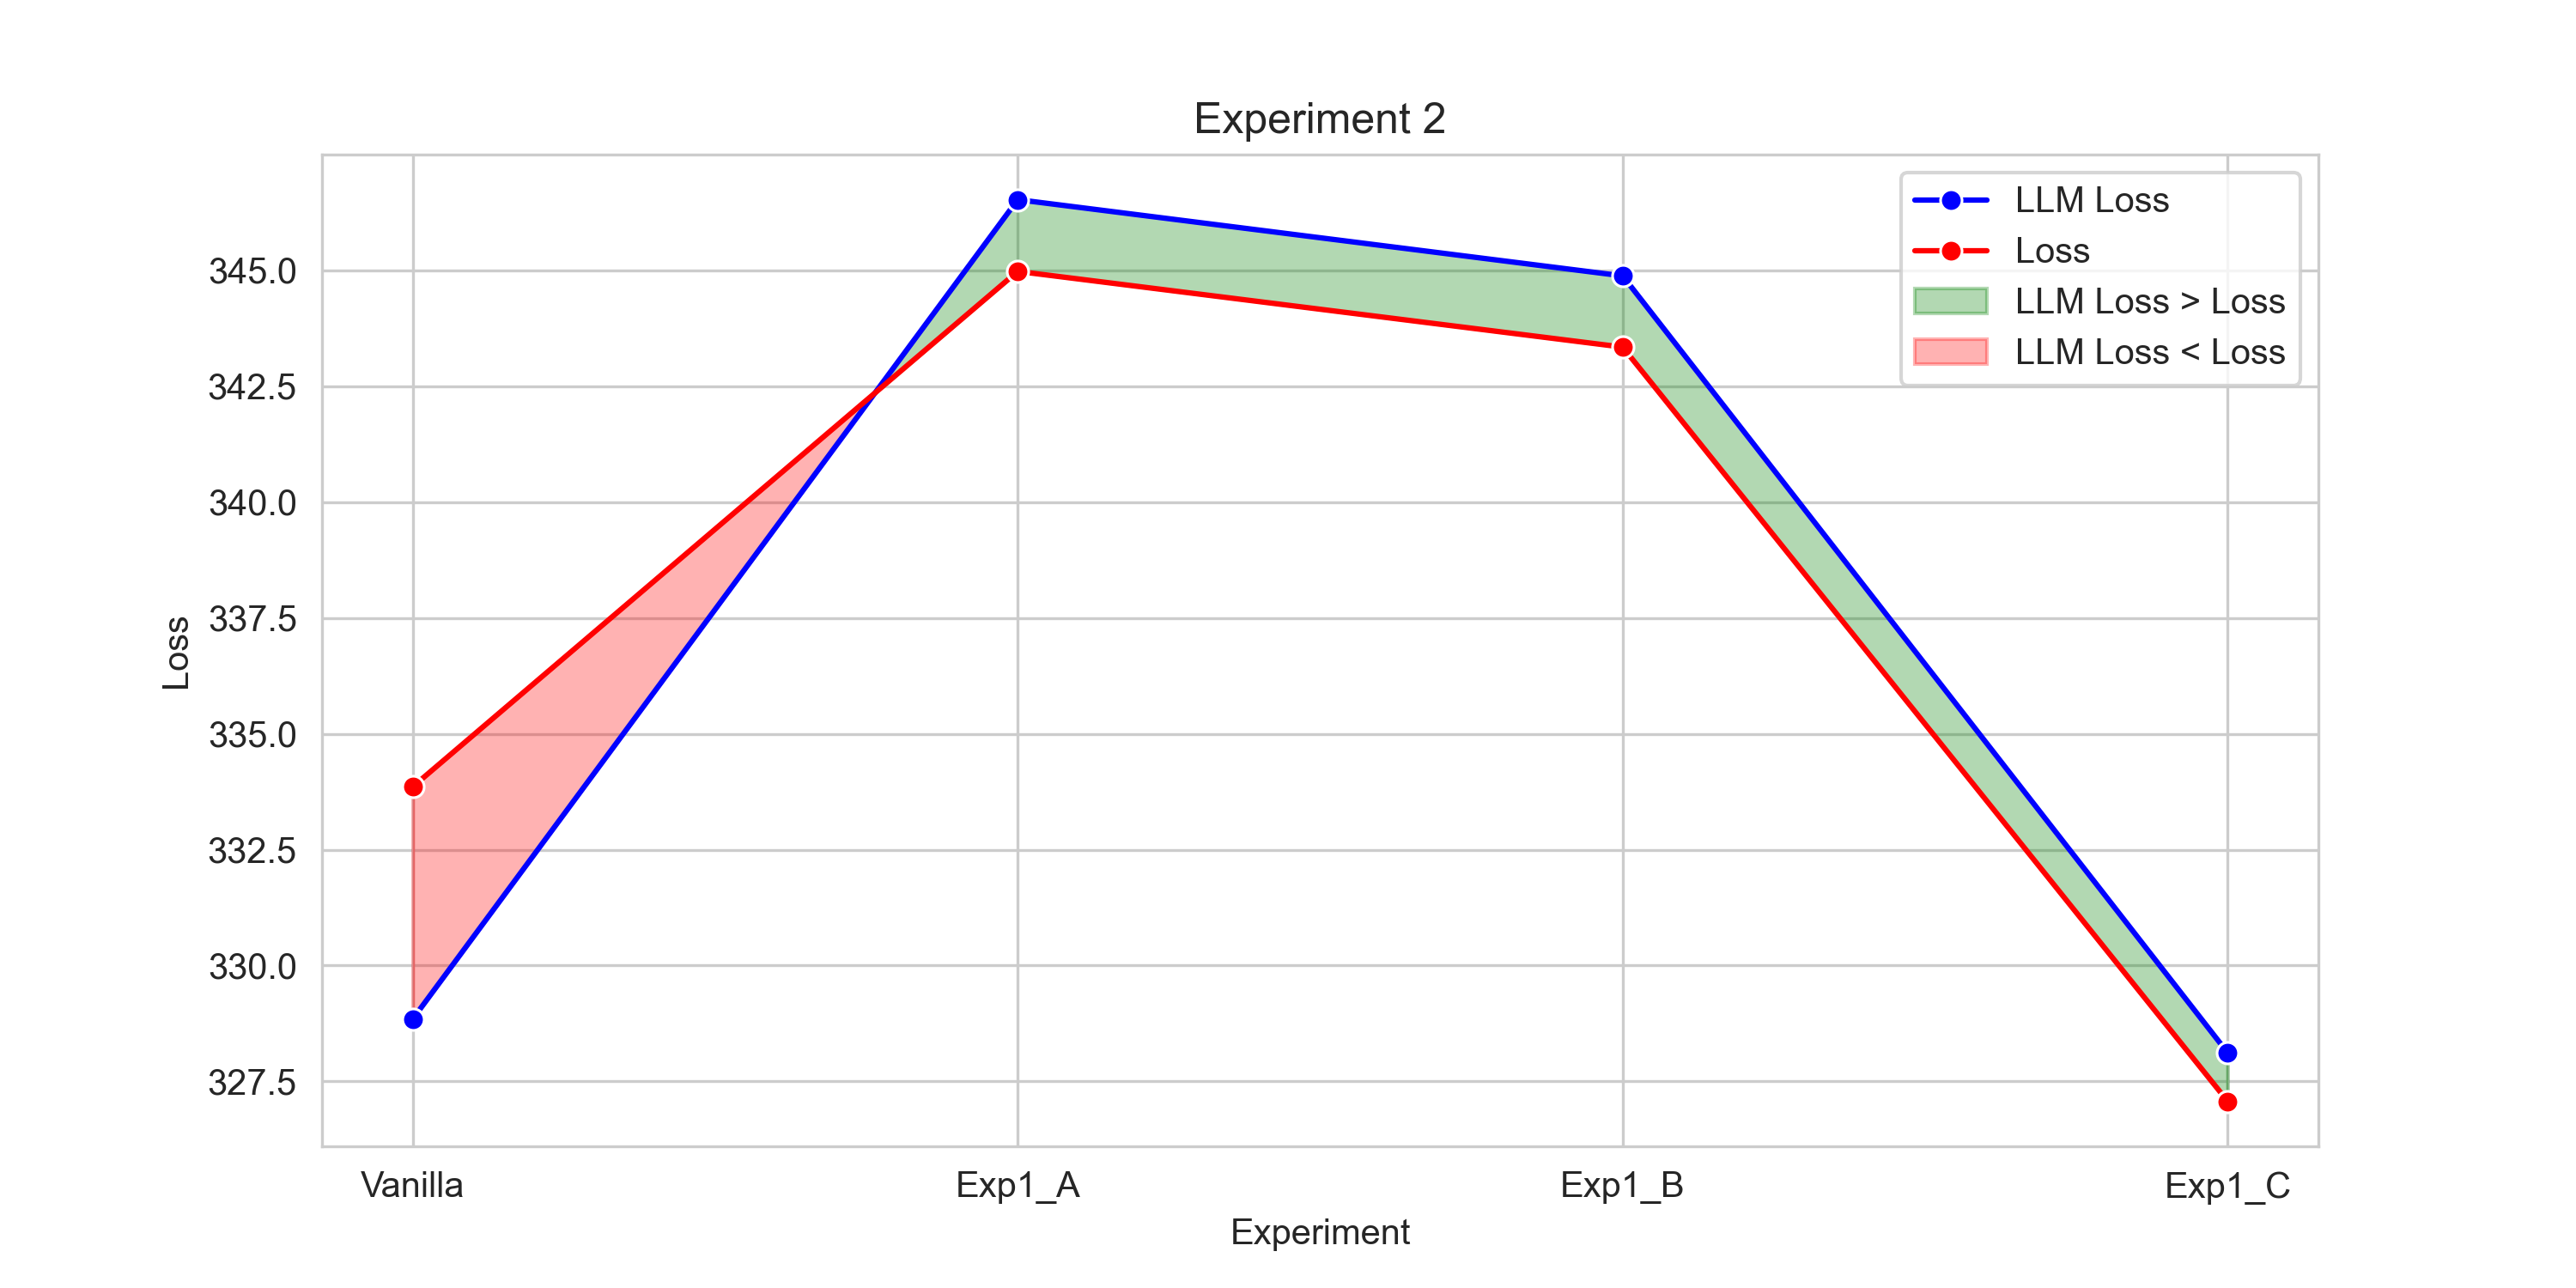 Experiment 2
LLM Loss
Loss
LLM Loss > Loss
LLM Loss < Loss
345.0
342.5
340.0
337.5
335.0
332.5
330.0
327.5
Loss
Vanilla
Exp1_A
Exp1_B
Exp1_C
Experiment